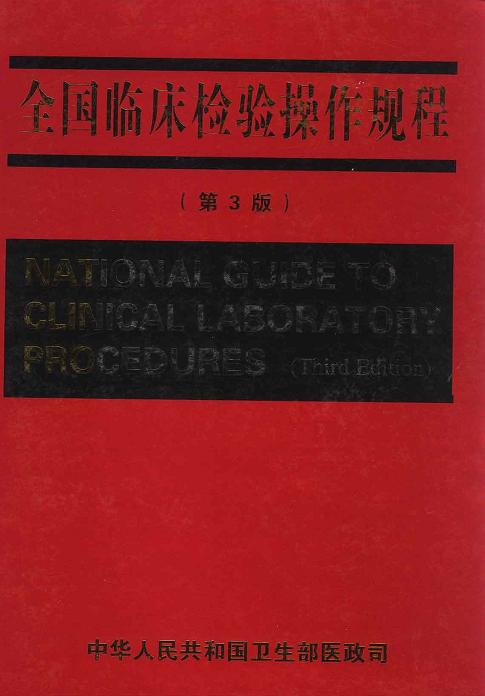 全国临床检验操作规程
（第3版）
NATIONAL GUIDE TO
CLINICAL LABORATORY
PROCEDURES (Third Edition)
中华人民共和国卫生部医政司